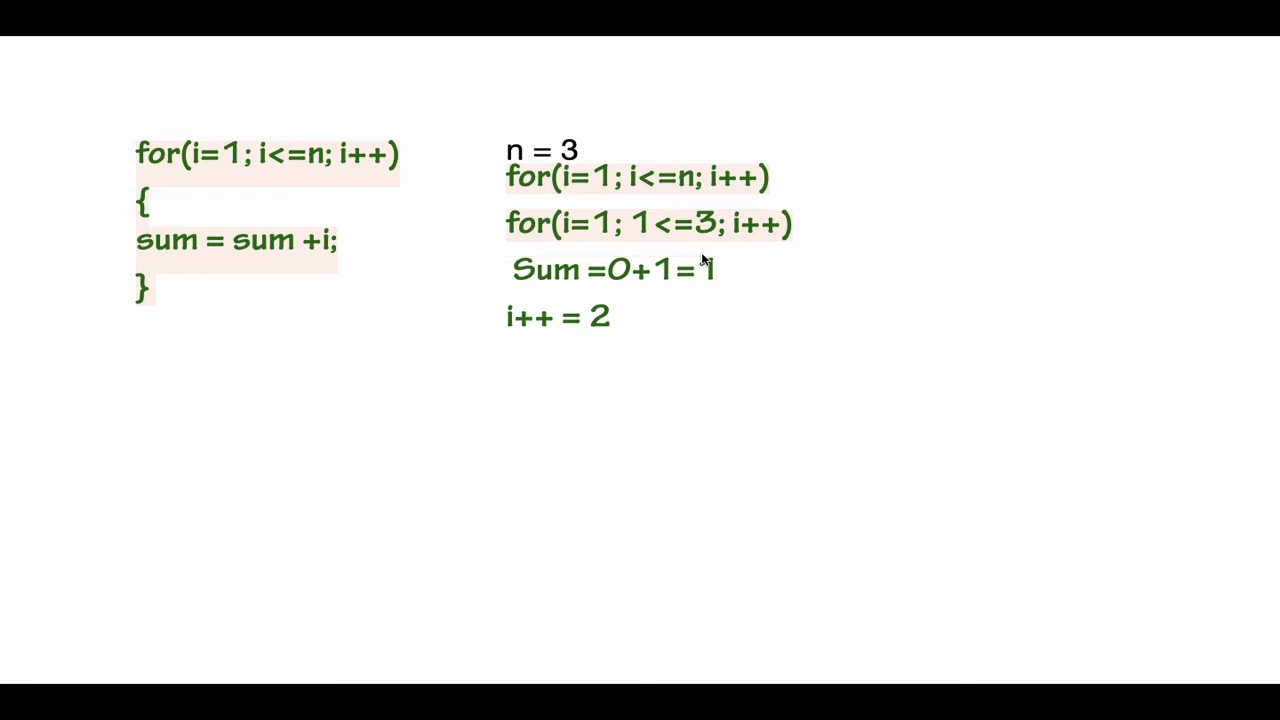 for(i=1; i<=n; i++)
{
sum = sum +i;
}
n = 3
for(i=1; i<=n; i++)
for(i=1; 1<=3; i++)
Sum =0+1=1
i++ = 2